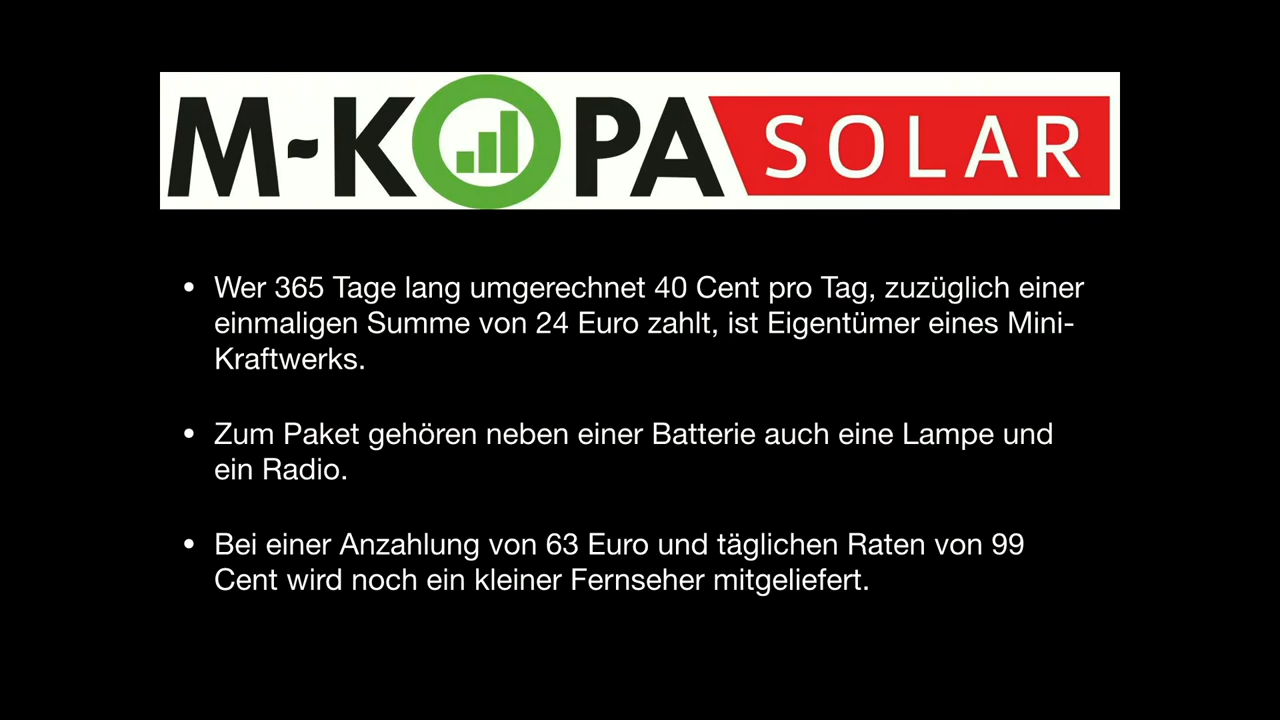 M~KOPA SOLAR
• Wer 365 Tage lang umgerechnet 40 Cent pro Tag, zuzüglich einer
einmaligen Summe von 24 Euro zahlt, ist Eigentümer eines Mini-
Kraftwerks.
• Zum Paket gehören neben einer Batterie auch eine Lampe und
ein Radio.
• Bei einer Anzahlung von 63 Euro und täglichen Raten von 99
Cent wird noch ein kleiner Fernseher mitgeliefert.